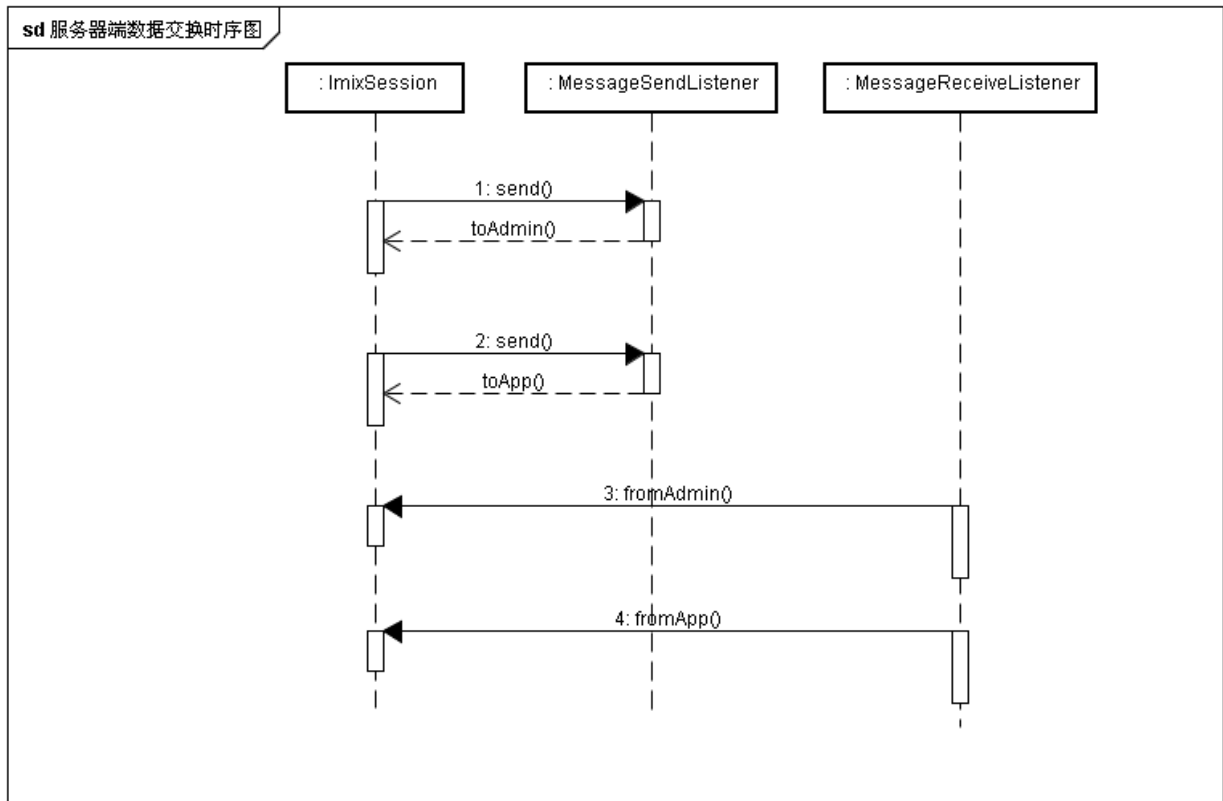 sd 服务器端数据交换时序图
: ImixSession
: MessageSendListener
: MessageReceiveListener
1: send()
toAdmin()
2: send()
toApp()
3: fromAdmin()
4: fromApp()